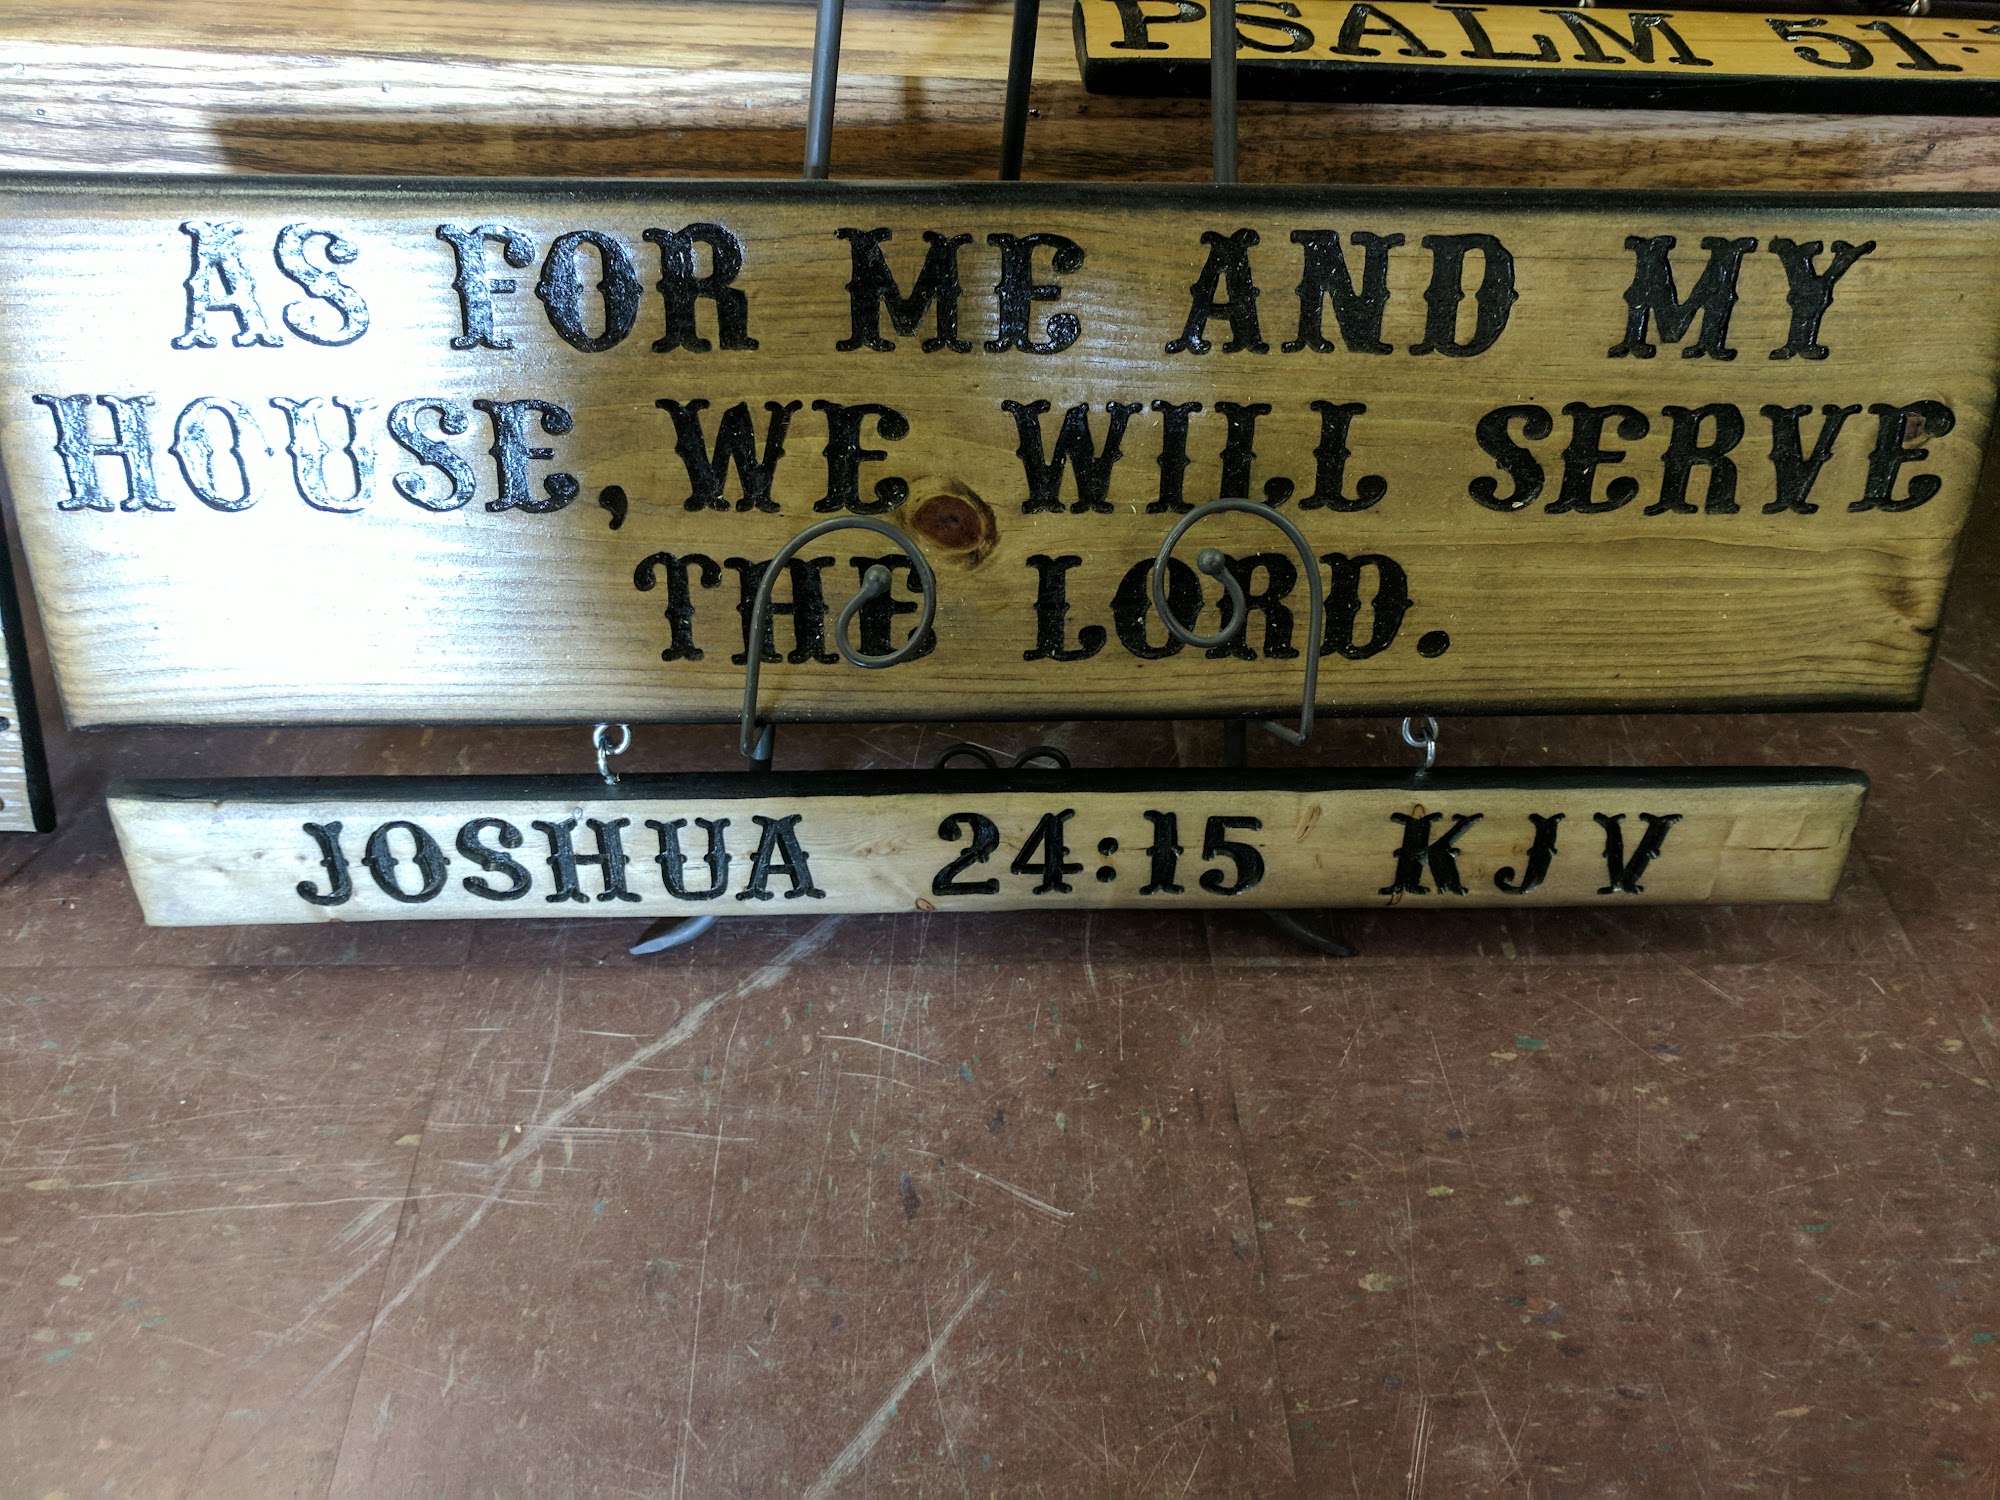 PSALM 51:
AS FOR ME AND MY
HOUSE, WE WILL SERVE
THE LORD.
JOSHUA 24:15 KJV